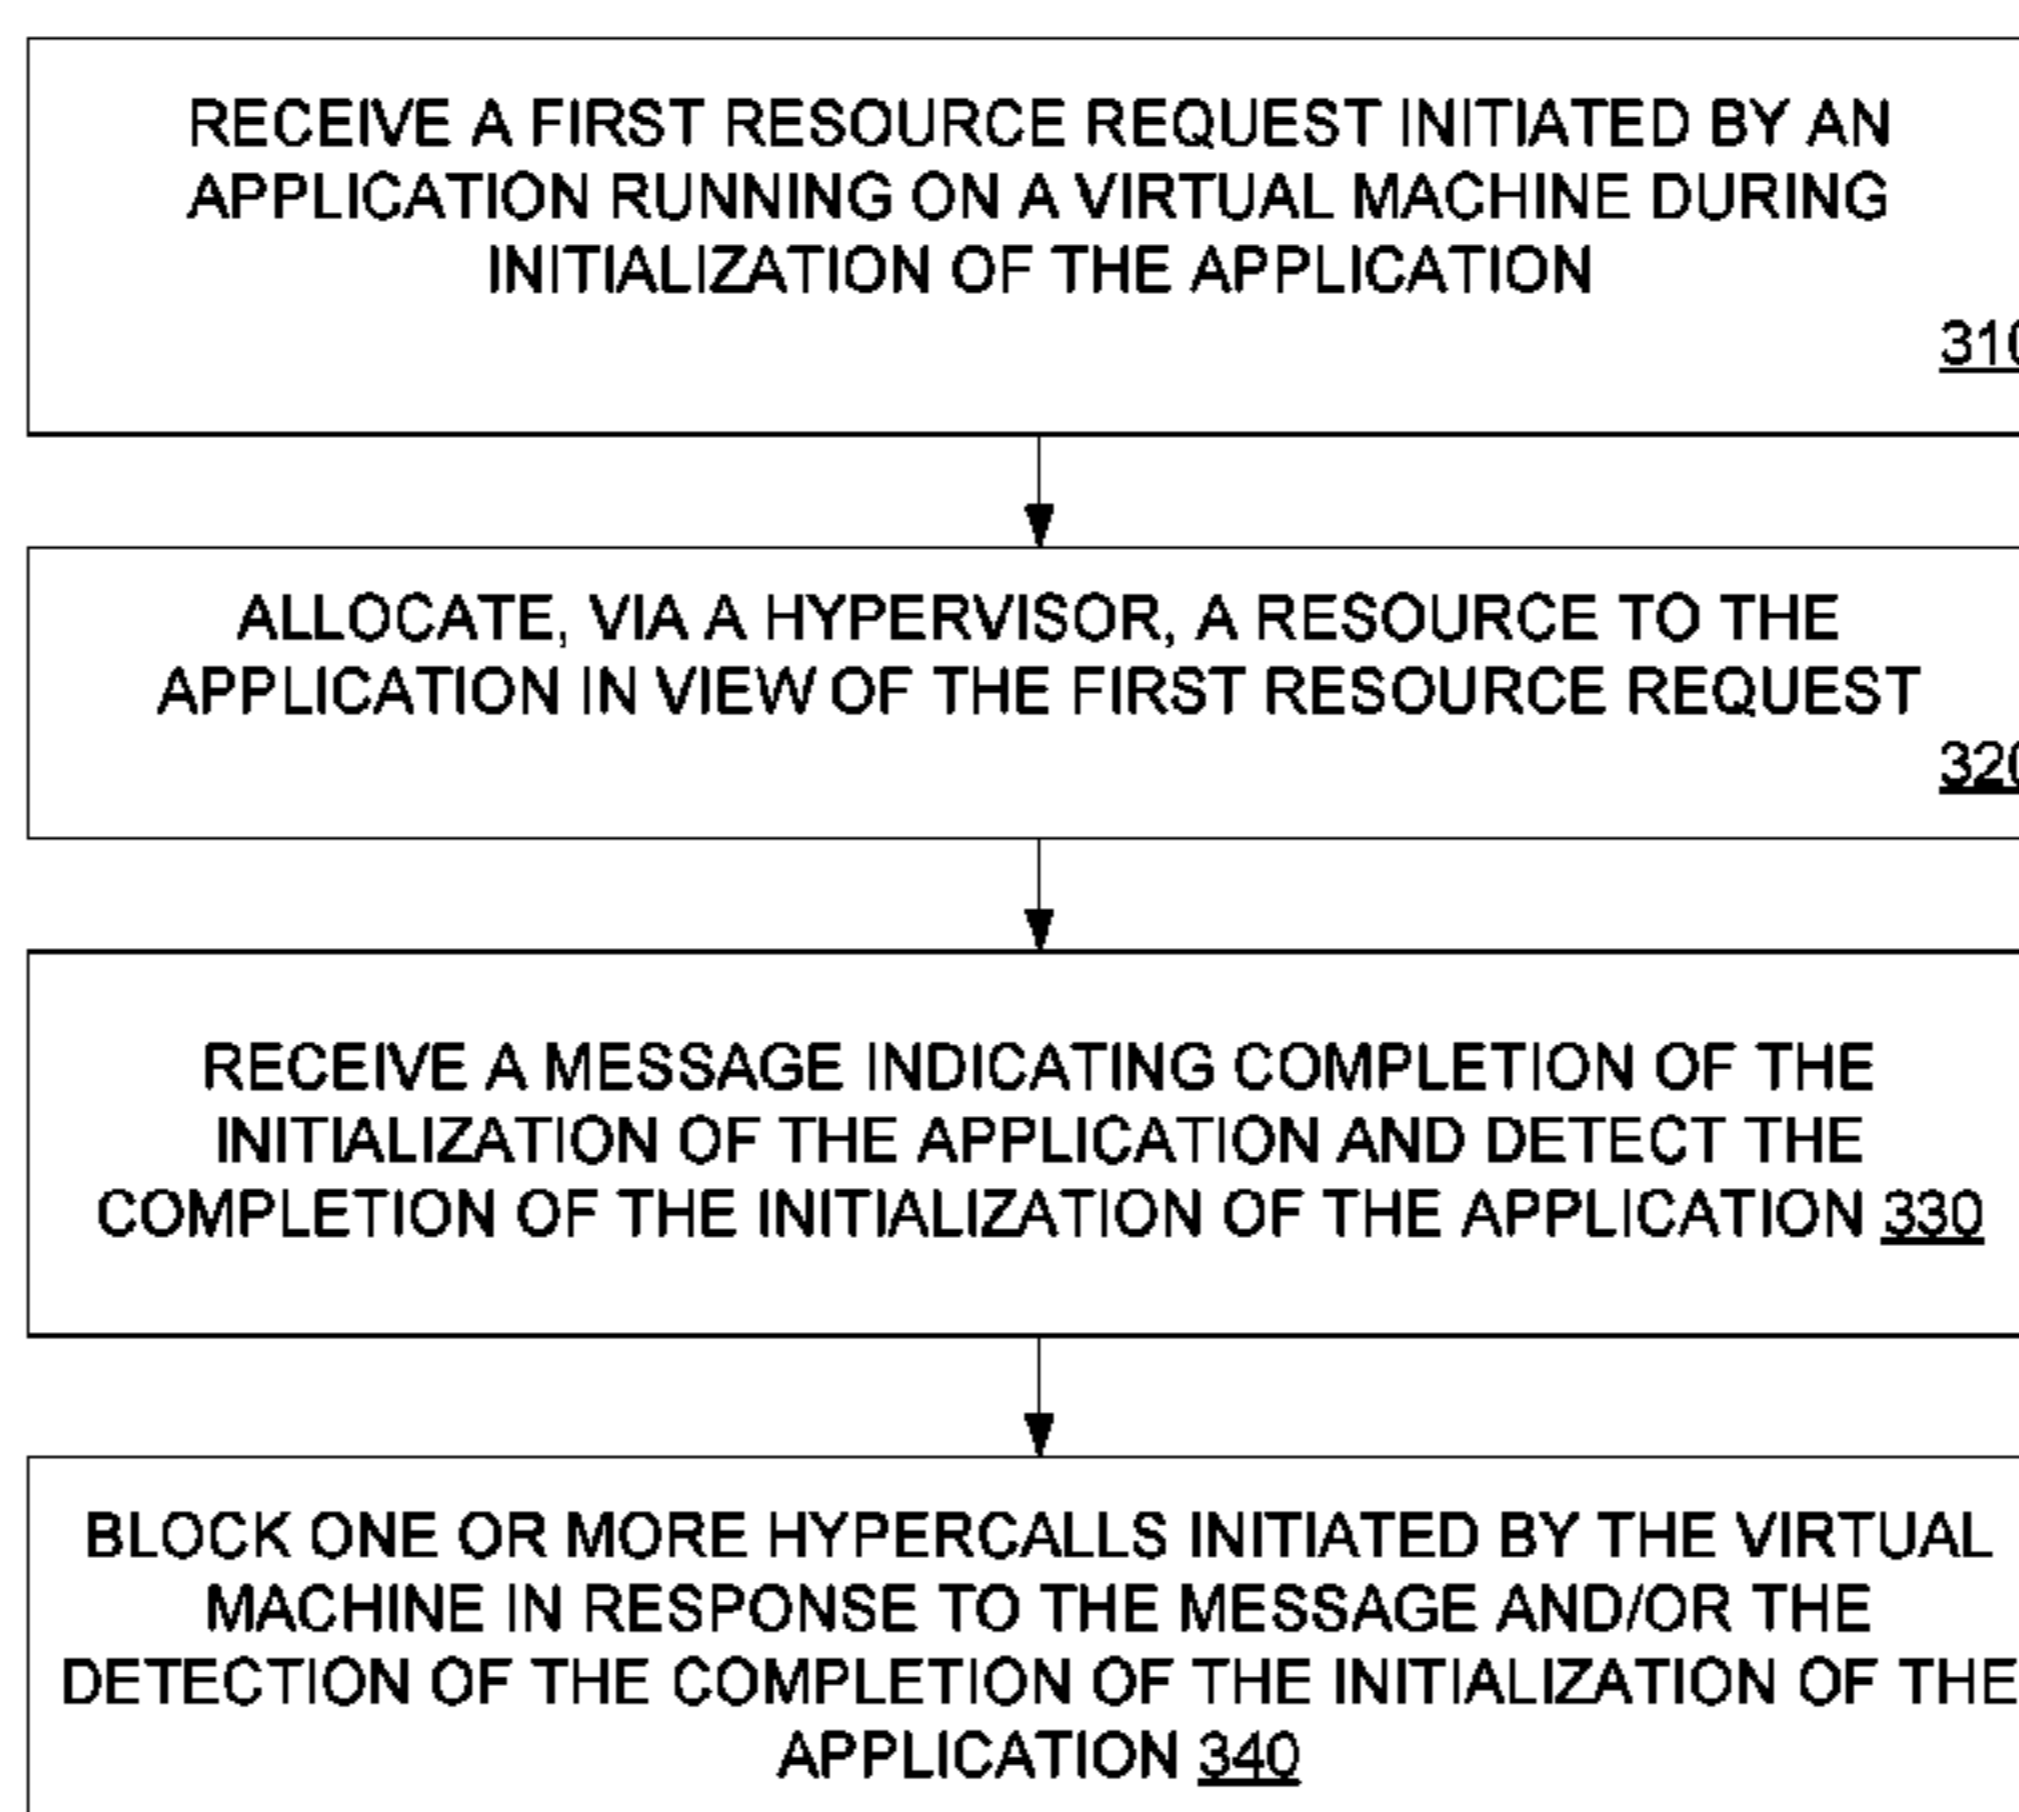 RECEIVE A FIRST RESOURCE REQUEST INITIATED BY AN
APPLICATION RUNNING ON A VIRTUAL MACHINE DURING
INITIALIZATION OF THE APPLICATION
310
ALLOCATE, VIA A HYPERVISOR, A RESOURCE TO THE
APPLICATION IN VIEW OF THE FIRST RESOURCE REQUEST
320
RECEIVE A MESSAGE INDICATING COMPLETION OF THE
INITIALIZATION OF THE APPLICATION AND DETECT THE
COMPLETION OF THE INITIALIZATION OF THE APPLICATION 330
BLOCK ONE OR MORE HYPERCALLS INITIATED BY THE VIRTUAL
MACHINE IN RESPONSE TO THE MESSAGE AND/OR THE
DETECTION OF THE COMPLETION OF THE INITIALIZATION OF THE
APPLICATION 340